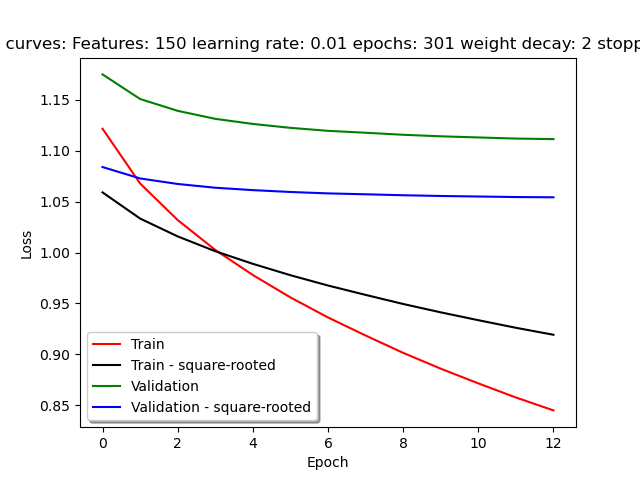 curves: Features: 150 learning rate: 0.01 epochs: 301 weight decay: 2
1.15
1.10
1.05
1.00
0.95
0.90
0.85
Loss
Train
Train - square-rooted
Validation
Validation - square-rooted
0 2 4 6 8 10 12
Epoch